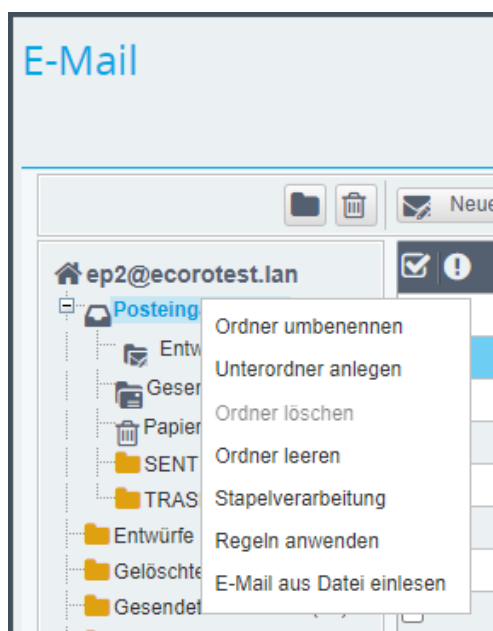 E-Mail
Neue
ep2@ecorotest.lan
Posteing
Ordner umbenennen
Entw
Unterordner anlegen
Geser
Ordner löschen
Papier
Ordner leeren
SENT
Stapelverarbeitung
TRAS
Entwürfe
Regeln anwenden
Gelöschte
E-Mail aus Datei einlesen
Gesendet